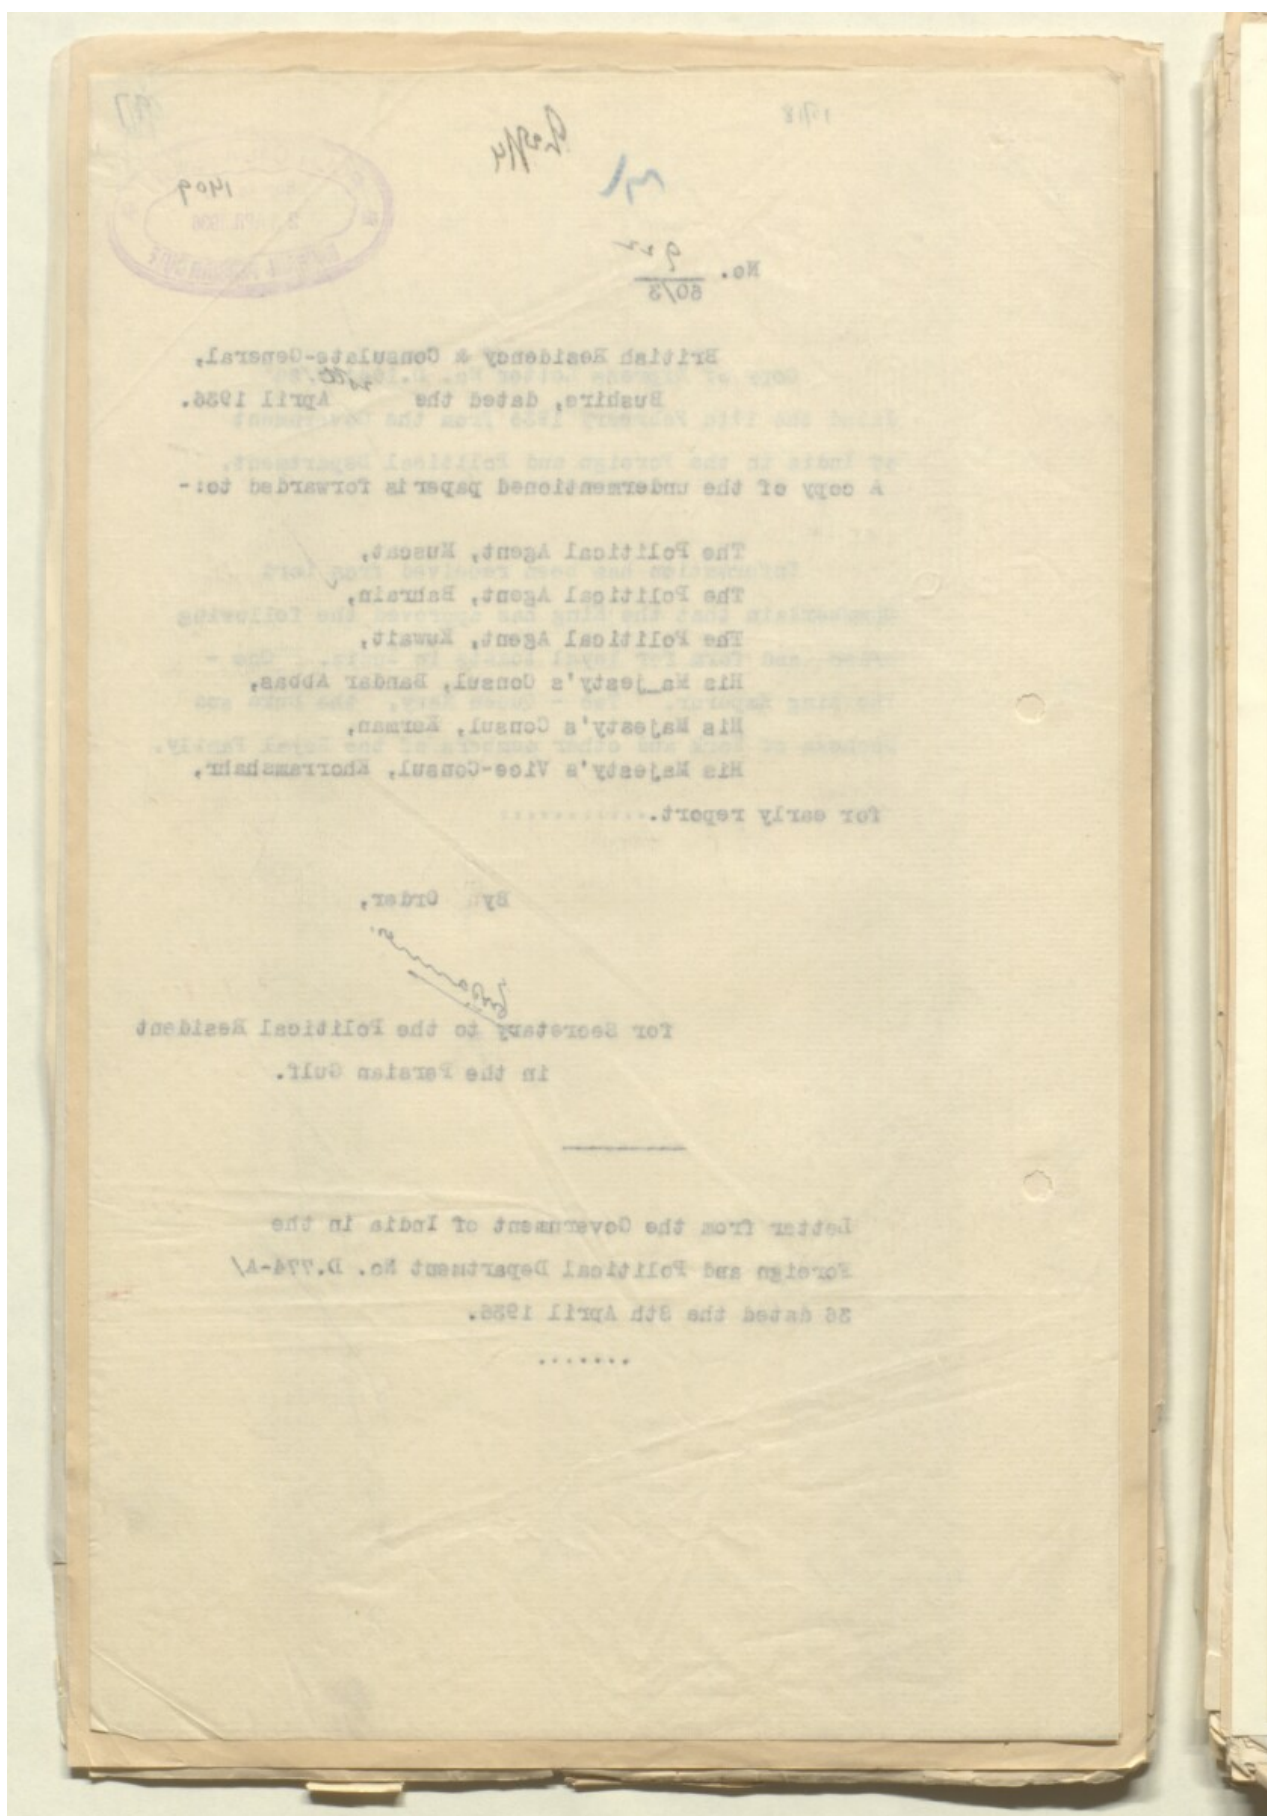 19/18
1409
No. 922
60/3
British Residency & Consulate-General,
Bushire, dated the April 1936.
A copy of the undermentioned paper is forwarded to:-
The Political Agent, Muscat,
The Political Agent, Bahrain,
The Political Agent, Kuwait,
His Majesty's Consul, Bandar Abbas,
His Majesty's Consul, Kerman,
His Majesty's Vice-Consul, Khorramshahr,
for early report.
By Order,
for Secretary to the Political Resident
in the Persian Gulf.
Letter from the Government of India in the
Foreign and Political Department No. D.774-A/
36 dated the 8th April 1936.
.......